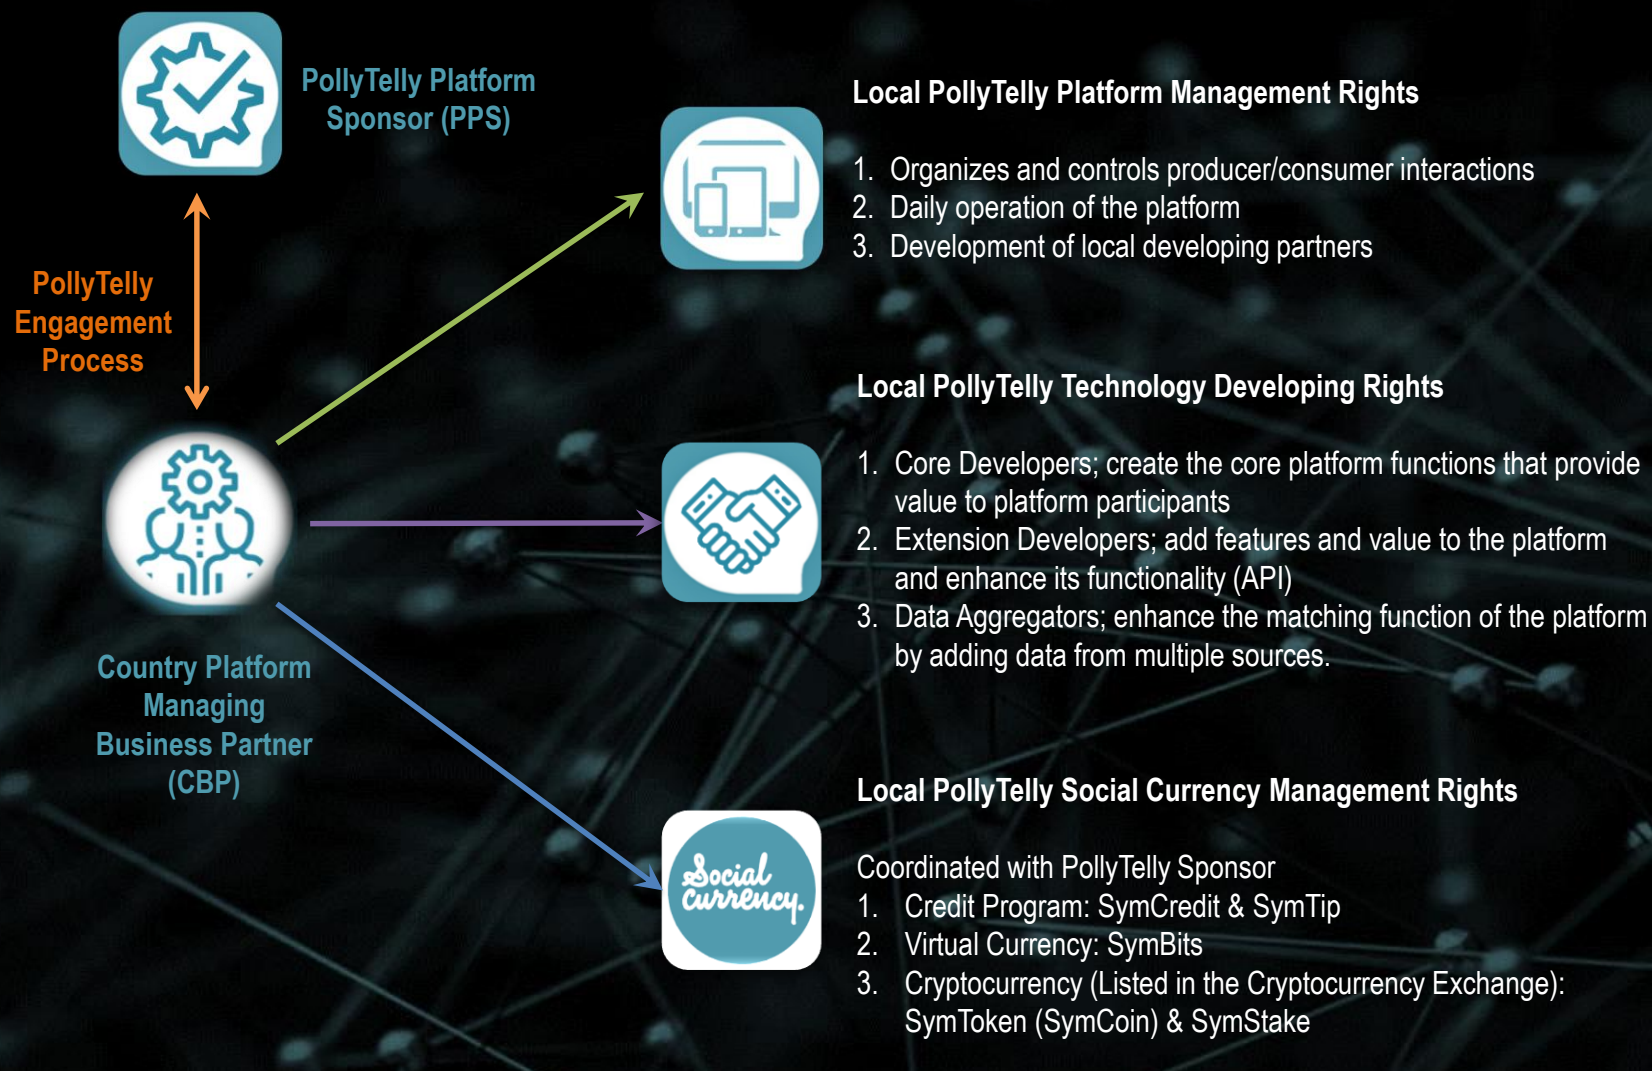 PollyTelly Platform
Sponsor (PPS)
PollyTelly
Engagement
Process
Country Platform
Managing
Business Partner
(CBP)
Local PollyTelly Platform Management Rights
1. Organizes and controls producer/consumer interactions
2. Daily operation of the platform
3. Development of local developing partners
Local PollyTelly Technology Developing Rights
1. Core Developers; create the core platform functions that provide
value to platform participants
2. Extension Developers; add features and value to the platform
and enhance its functionality (API)
3. Data Aggregators; enhance the matching function of the platform
by adding data from multiple sources.
Social
currency.
Local PollyTelly Social Currency Management Rights
Coordinated with PollyTelly Sponsor
1. Credit Program: SymCredit & SymTip
2. Virtual Currency: SymBits
3. Cryptocurrency (Listed in the Cryptocurrency Exchange):
SymToken (SymCoin) & SymStake